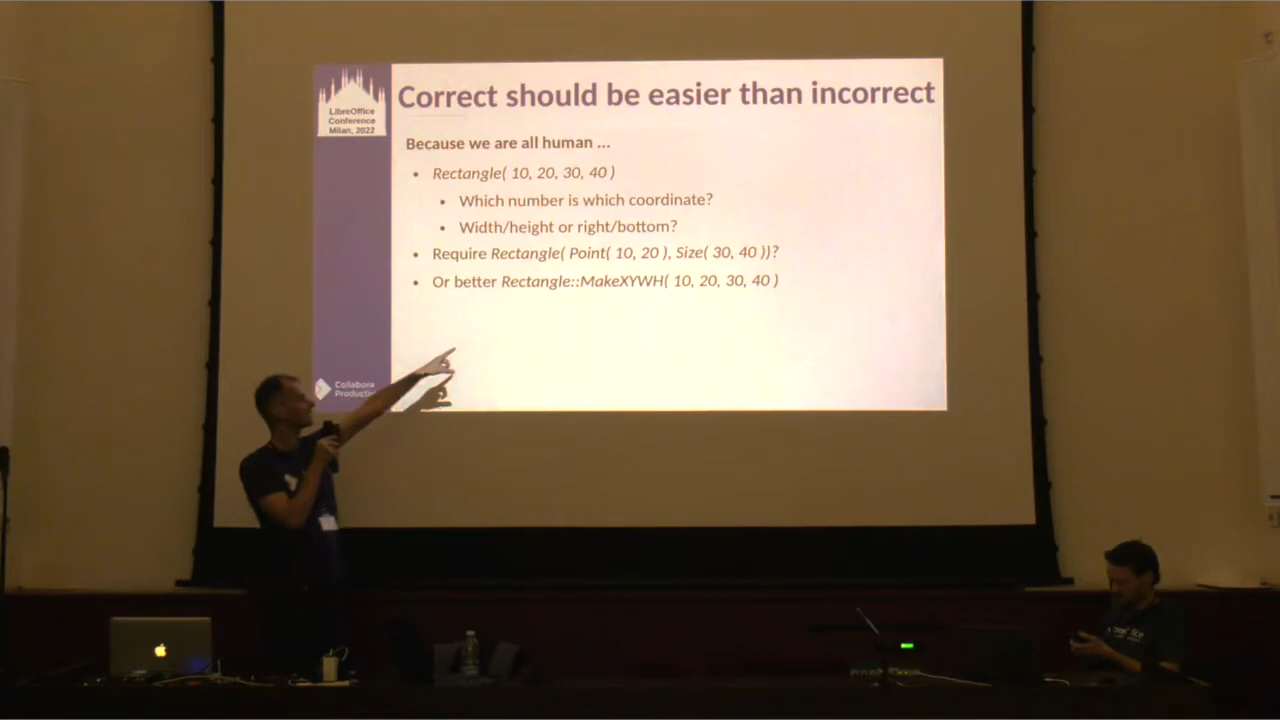 LibreOffice
Conference
Milan, 2022
Correct should be easier than incorrect
Because we are all human ...
• Rectangle( 10, 20, 30, 40 )
• Which number is which coordinate?
• Width/height or right/bottom?
• Require Rectangle( Point( 10, 20 ), Size( 30, 40 ))?
• Or better Rectangle::MakeXYWH( 10, 20, 30, 40 )
Collabora